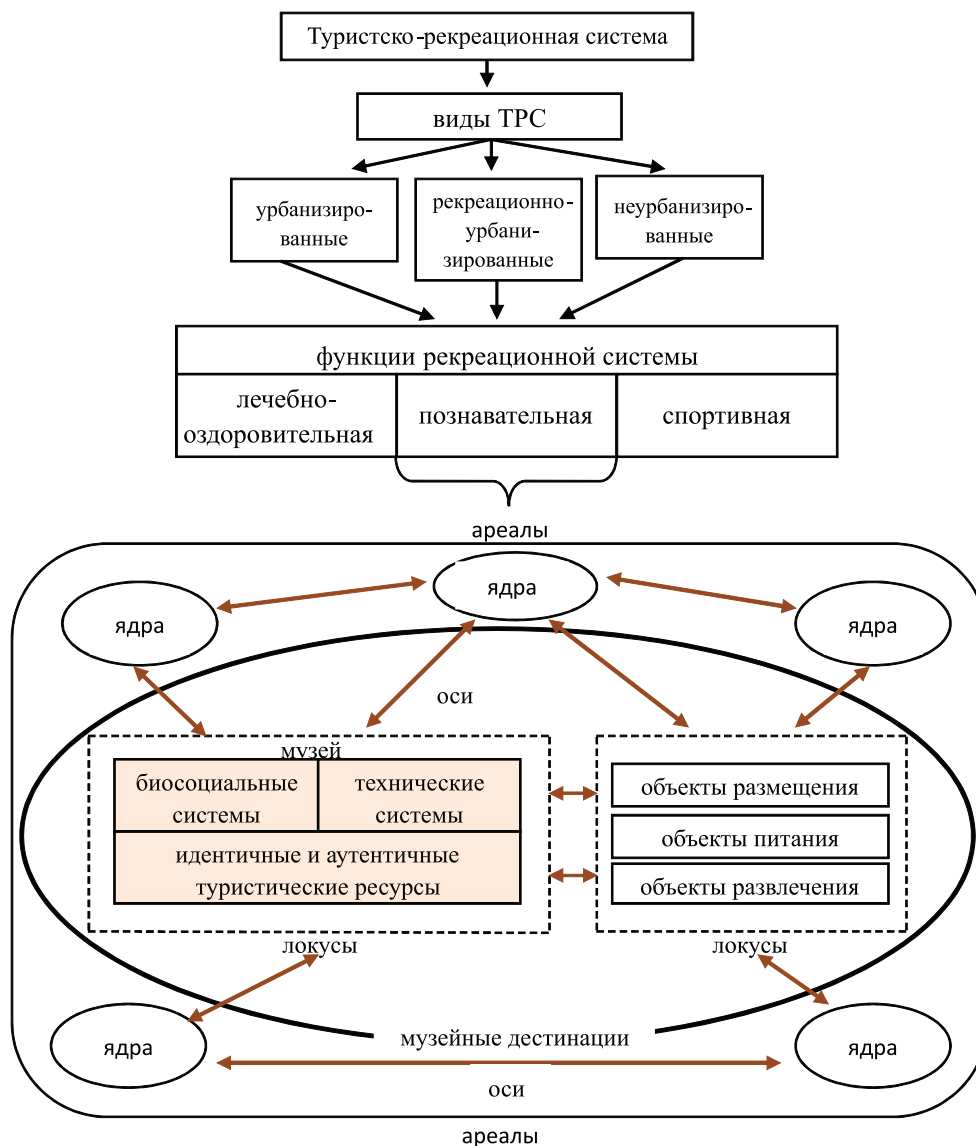 Туристско-рекреационная система
виды ТРС
урбанизиро-
ванные
рекреационно-
урбани-
зированные
неурбанизиро-
ванные
функции рекреационной системы
лечебно-
оздоровительная
познавательная
спортивная
ареалы
ядра
ядра
ядра
оси
музей
биосоциальные
системы
технические
системы
идентичные и аутентичные
туристические ресурсы
объекты размещения
объекты питания
объекты развлечения
локусы
локусы
музейные дестинации
ядра
ядра
оси
ареалы